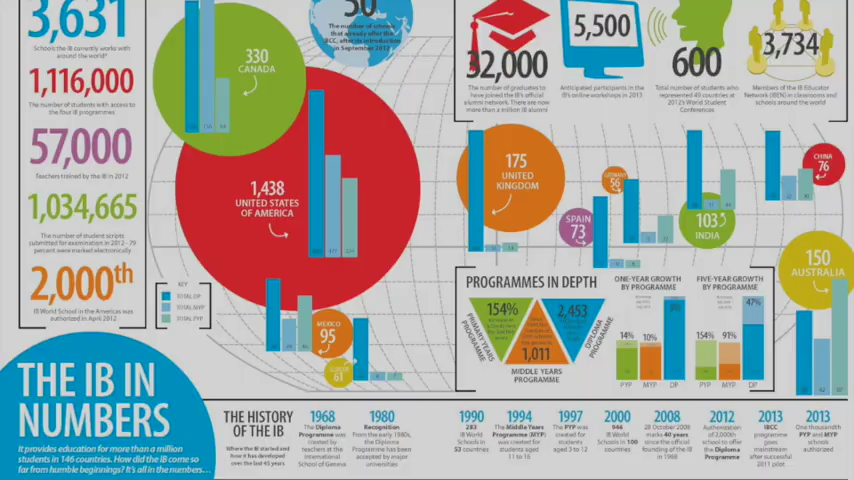 3,631
Schools the IB currently works with
around the world*
1,116,000
The number of students with access to
the four IB programmes
57,000
Teachers trained by the IB in 2012
1,034,665
The number of student scripts
submitted for examination in 2012 - 79
percent were marked electronically
2,000th
IB World School in the Americas was
authorized in April 2012
50
The number of schools
that already offer the
IBCC, after its introduction
in September 2012
32,000
The number of graduates to
have joined the IB's official
alumni network. There are now
more than a million IB alumni
5,500
Anticipated participants in the
IB's online workshops in 2013
600
Total number of students who
represented 49 countries at
2012's World Student
Conferences
3,734
Members of the IB Educator
Network (IBEN) in classrooms and
schools around the world
330
CANADA
1,438
UNITED STATES
OF AMERICA
175
UNITED
KINGDOM
GERMANY
56
SPAIN
73
103
INDIA
CHINA
76
150
AUSTRALIA
MEXICO
95
61
KEY
TOTAL DP
TOTAL MYP
TOTAL PYP
PROGRAMMES IN DEPTH
154%
2,453
1,011
PRIMARY YEARS
PROGRAMME
MIDDLE YEARS
PROGRAMME
DIPLOMA
PROGRAMME
ONE-YEAR GROWTH
BY PROGRAMME
14%
10%
8%
PYP
MYP
DP
FIVE-YEAR GROWTH
BY PROGRAMME
154%
91%
47%
PYP
MYP
DP
THE IB IN
NUMBERS
It provides education for more than a million
students in 146 countries. How did the IB come so
far from humble beginnings? It's all in the numbers...
THE HISTORY
OF THE IB
Where the IB started and
how it has developed
over the last 45 years
1968
The Diploma
Programme was
created by
teachers at the
International
School of Geneva
1980
Recognition
From the early 1980s,
the Diploma
Programme has been
accepted by major
universities
1990
283
IB World
Schools in
53 countries
1994
The Middle Years
Programme (MYP)
was created for
students aged
11 to 16
1997
The PYP was
created for
students
aged 3 to 12
2000
946
IB World
Schools in 100
countries
2008
28 October 2008
marks 40 years
since the official
founding of the IB
in 1968
2012
Authorization
of 2,000th
school to offer
the Diploma
Programme
2013
IBCC
programme
goes
mainstream
after successful
2011 pilot
2013
One thousandth
PYP and MYP
schools
authorized